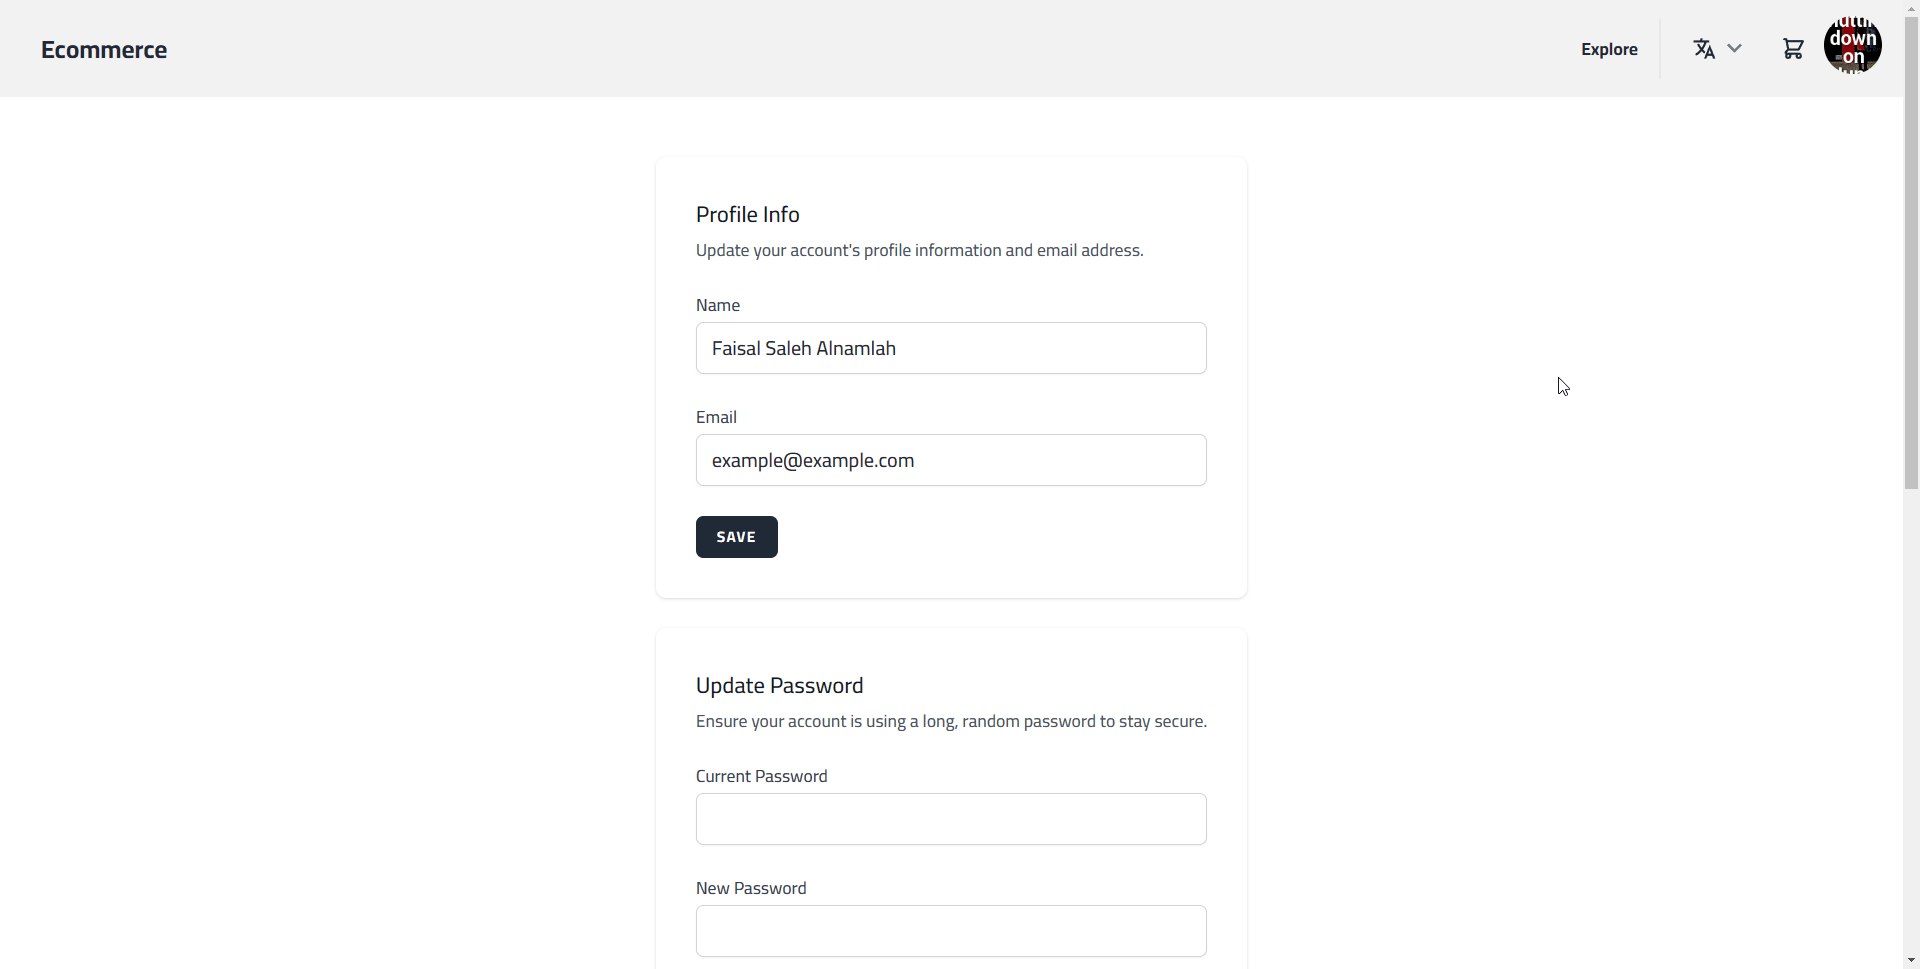 Ecommerce
Explore
down
on
Profile Info
Update your account's profile information and email address.
Name
Faisal Saleh Alnamlah
Email
example@example.com
SAVE
Update Password
Ensure your account is using a long, random password to stay secure.
Current Password
New Password